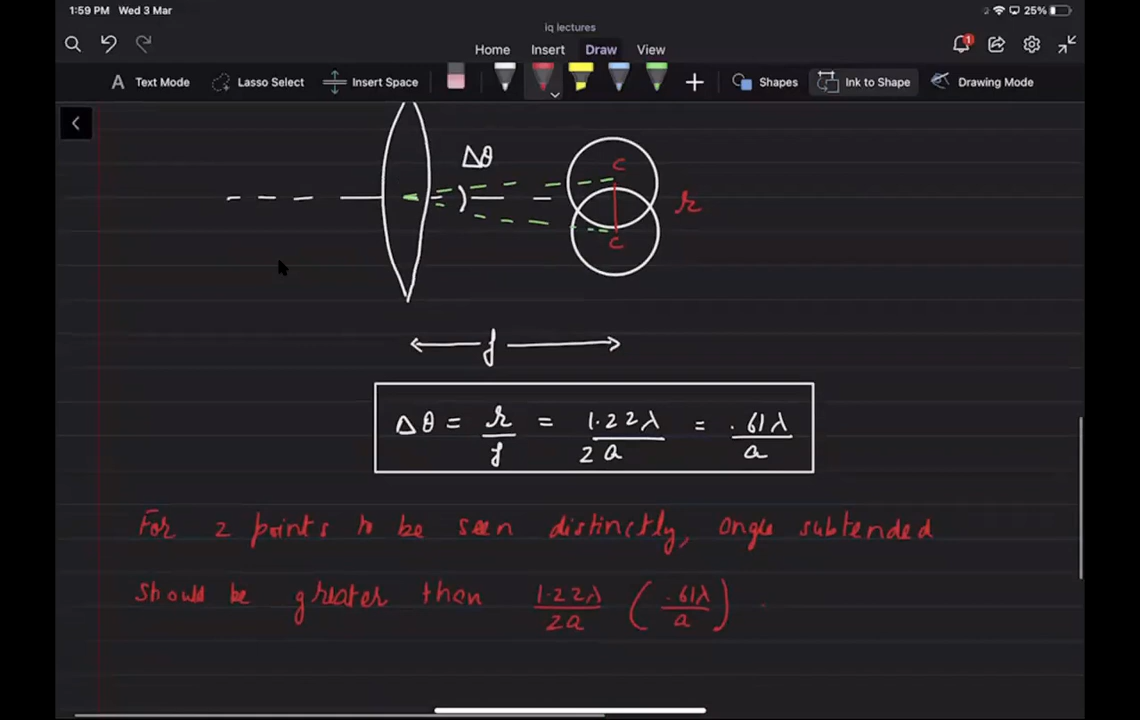 1:59 PM Wed 3 Mar
25%
iq lectures
Home Insert Draw View
1
A Text Mode Lasso Select Insert Space Shapes Ink to Shape Drawing Mode
Δθ
c
r
c
f
Δθ = r/f = 1.22λ/2a = .61λ/a
For 2 points to be seen distinctly, angle subtended
should be greater than 1.22λ/2a (.61λ/a)